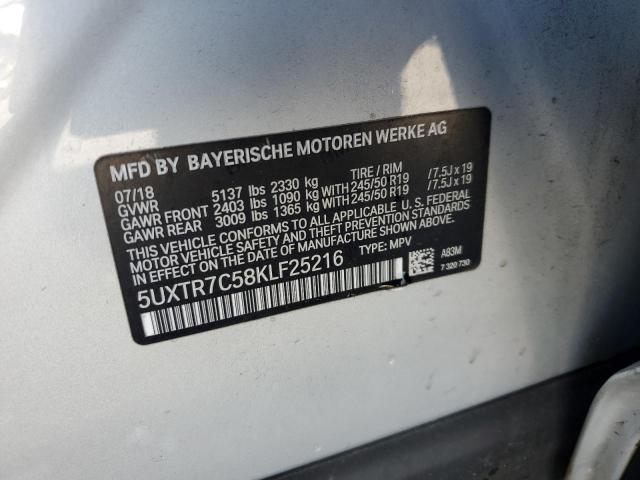 MFD BY BAYERISCHE MOTOREN WERKE AG
07/18 TIRE / RIM
GVWR 5137 lbs 2330 kg
GAWR FRONT 2403 lbs 1090 kg WITH 245/50 R19 / 7.5J x 19
GAWR REAR 3009 lbs 1365 kg WITH 245/50 R19 / 7.5J x 19
THIS VEHICLE CONFORMS TO ALL APPLICABLE U.S. FEDERAL
MOTOR VEHICLE SAFETY AND THEFT PREVENTION STANDARDS
IN EFFECT ON THE DATE OF MANUFACTURE SHOWN ABOVE.
5UXTR7C58KLF25216 TYPE: MPV A83M
7 320 730